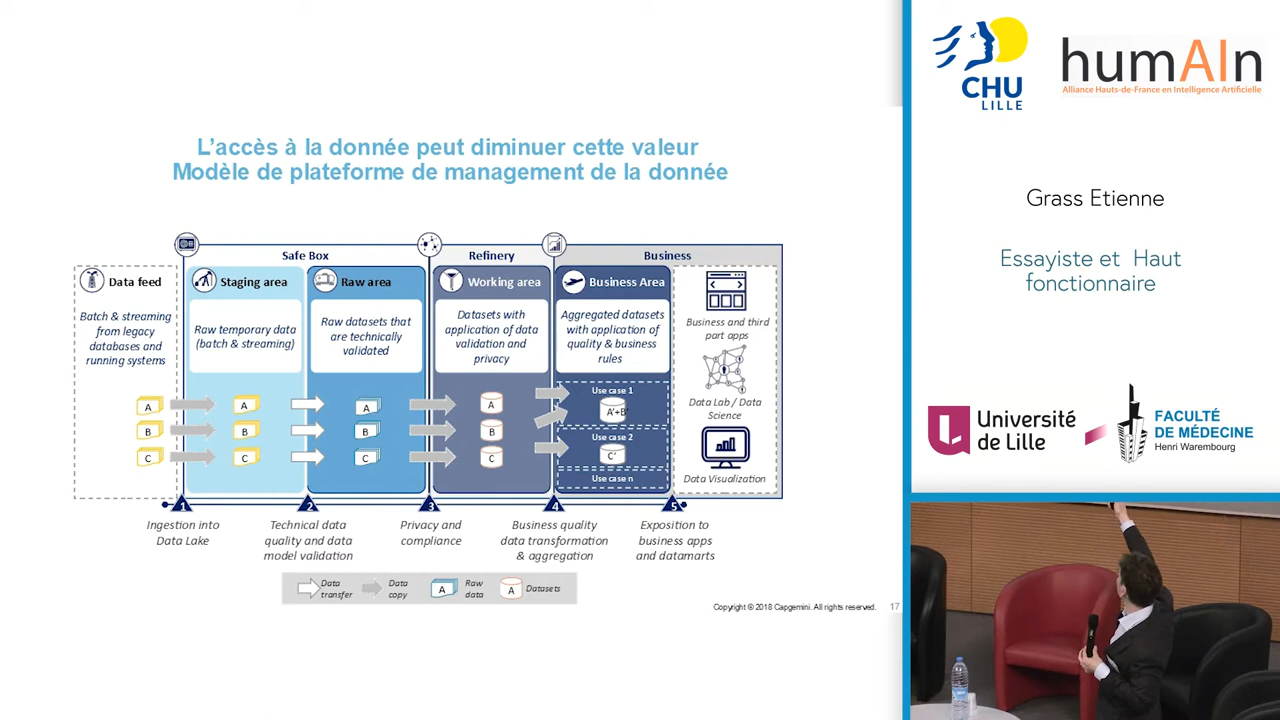 L'accès à la donnée peut diminuer cette valeur
Modèle de plateforme de management de la donnée
Safe Box
Refinery
Business
Data feed
Batch & streaming
from legacy
databases and
running systems
A
B
C
Staging area
Raw temporary data
(batch & streaming)
A
B
C
Raw area
Raw datasets that
are technically
validated
A
B
C
Working area
Datasets with
application of data
validation and
privacy
A
B
C
Business Area
Aggregated datasets
with application of
quality & business
rules
Use case 1
A'+B'
Use case 2
C'
Use case n
Business and third
part apps
Data Lab / Data
Science
Data Visualization
1
2
3
4
5
Ingestion into
Data Lake
Technical data
quality and data
model validation
Privacy and
compliance
Business quality
data transformation
& aggregation
Exposition to
business apps
and datamarts
Data
transfer
Data
copy
A
Raw
data
A
Datasets
Copyright © 2018 Capgemini. All rights reserved.
17
CHU
LILLE
humAIn
Alliance Hauts-de-France en Intelligence Artificielle
Grass Etienne
Essayiste et Haut
fonctionnaire
Université
de Lille
FACULTÉ
DE MÉDECINE
Henri Warembourg